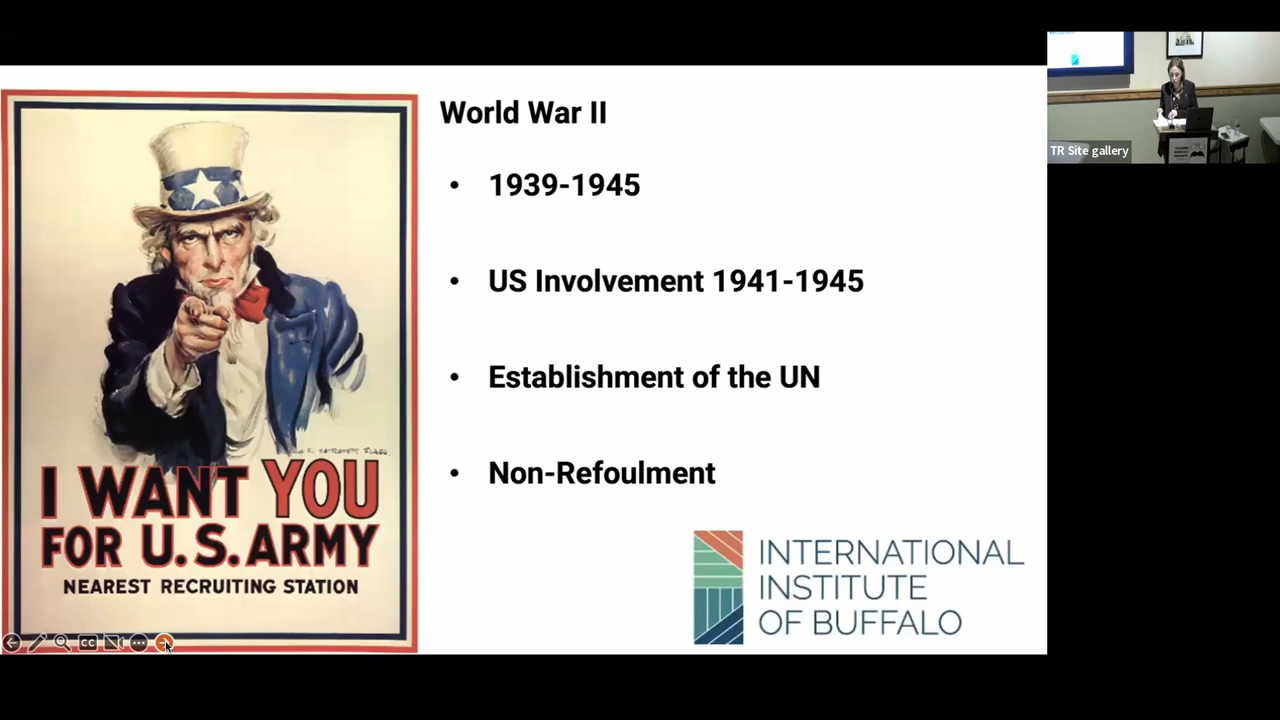 World War II
• 1939-1945
• US Involvement 1941-1945
• Establishment of the UN
• Non-Refoulment
I WANT YOU
FOR U.S. ARMY
NEAREST RECRUITING STATION
INTERNATIONAL
INSTITUTE
OF BUFFALO
CC
TR Site gallery